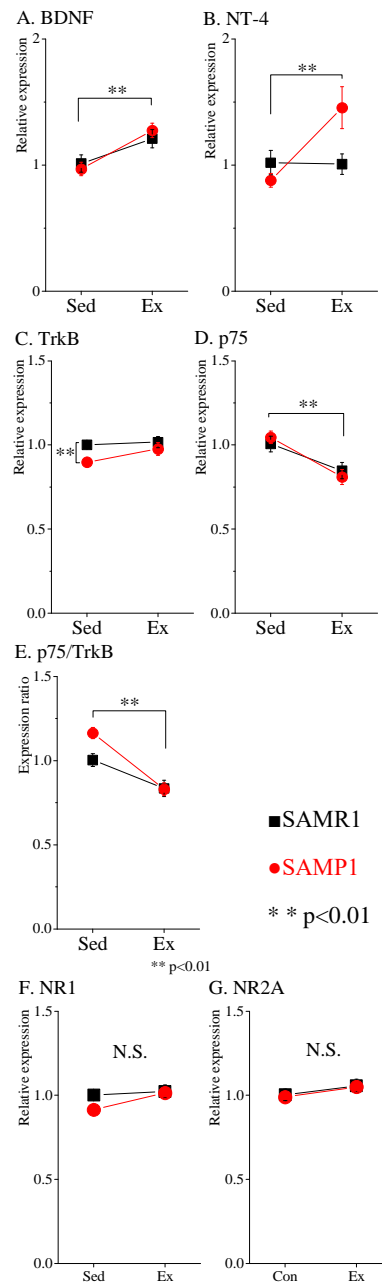 A. BDNF
Relative expression
2
1
0
**
Sed Ex
B. NT-4
Relative expression
2
1
0
**
Sed Ex
C. TrkB
Relative expression
1.5
1.0
0.5
0.0
**
Sed Ex
D. p75
Relative expression
1.5
1.0
0.5
0.0
**
Sed Ex
E. p75/TrkB
Expression ratio
1.5
1.0
0.5
0.0
**
Sed Ex
** p<0.01
SAMR1
SAMP1
* * p<0.01
F. NR1
Relative expression
1.5
1.0
0.5
0.0
N.S.
Sed Ex
G. NR2A
Relative expression
1.5
1.0
0.5
0.0
N.S.
Con Ex